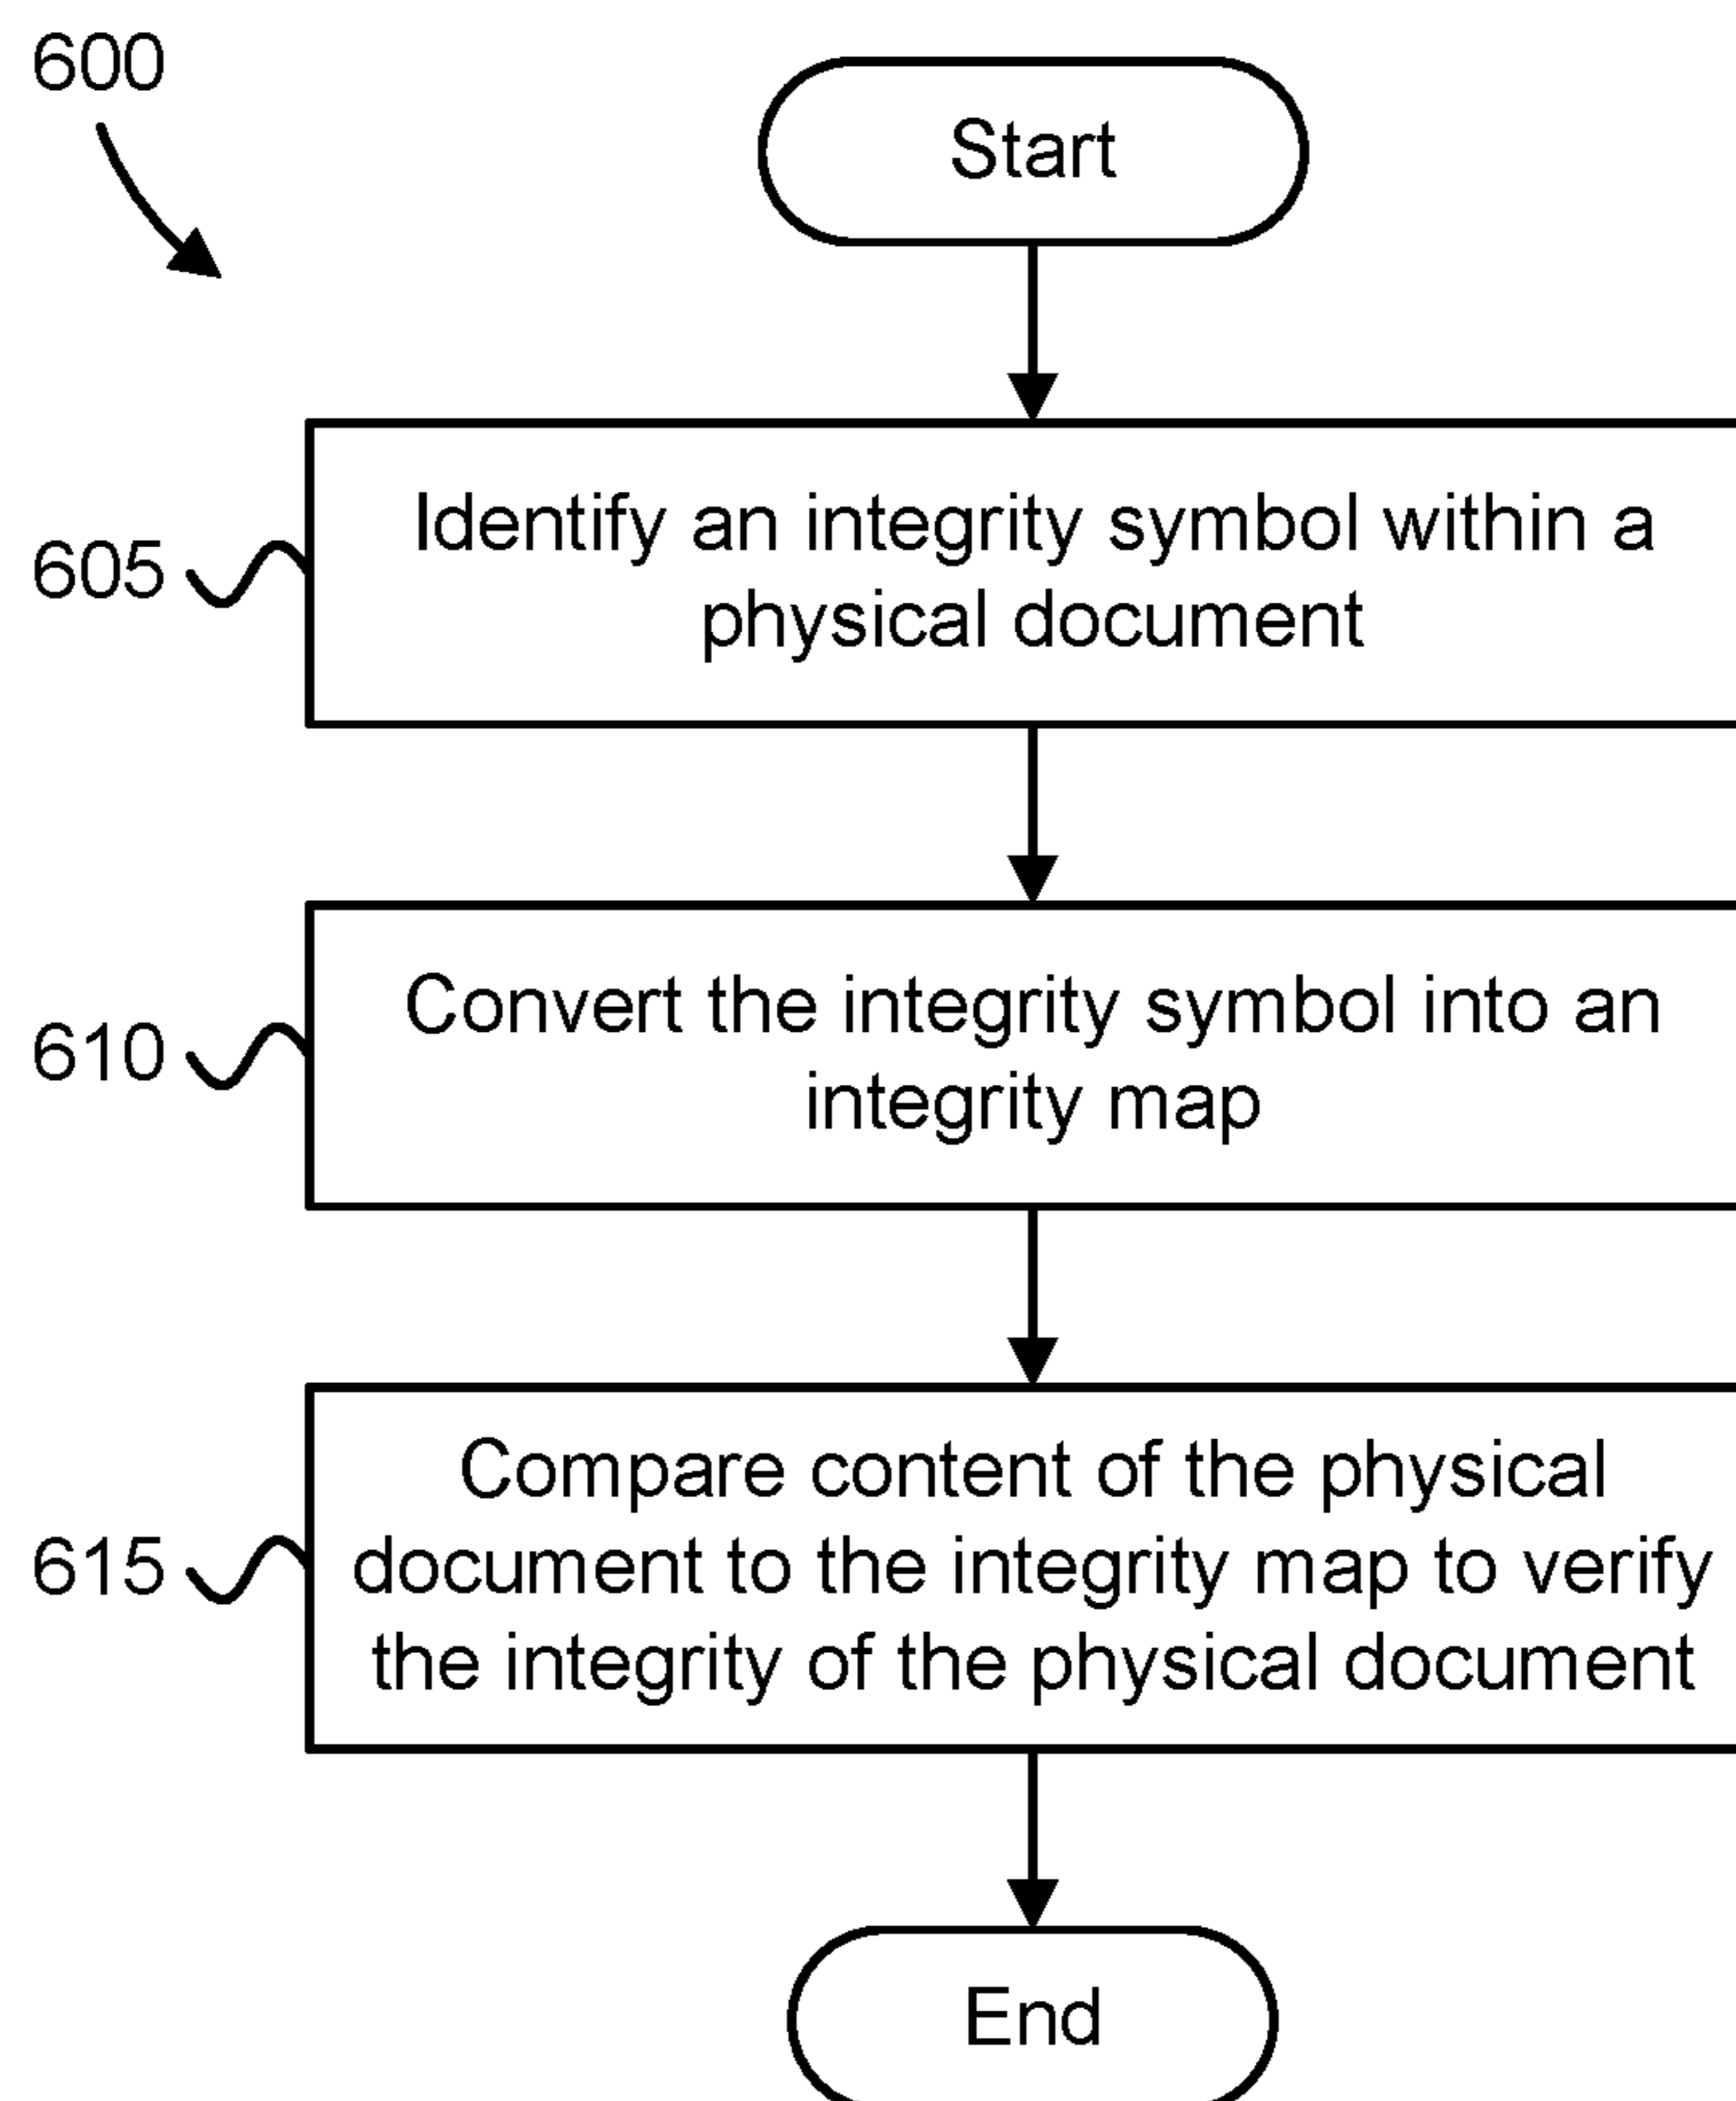 600
Start
605
Identify an integrity symbol within a
physical document
610
Convert the integrity symbol into an
integrity map
615
Compare content of the physical
document to the integrity map to verify
the integrity of the physical document
End